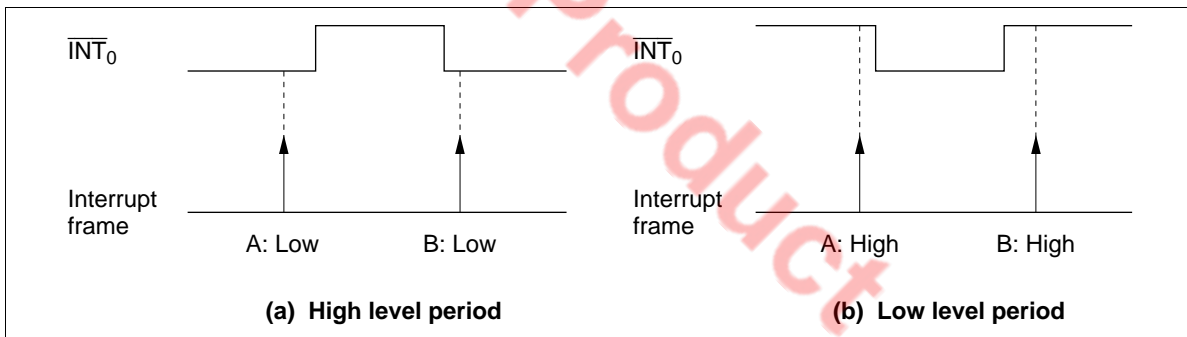 INT0
Interrupt
frame
A: Low B: Low
(a) High level period
INT0
Interrupt
frame
A: High B: High
(b) Low level period
Product